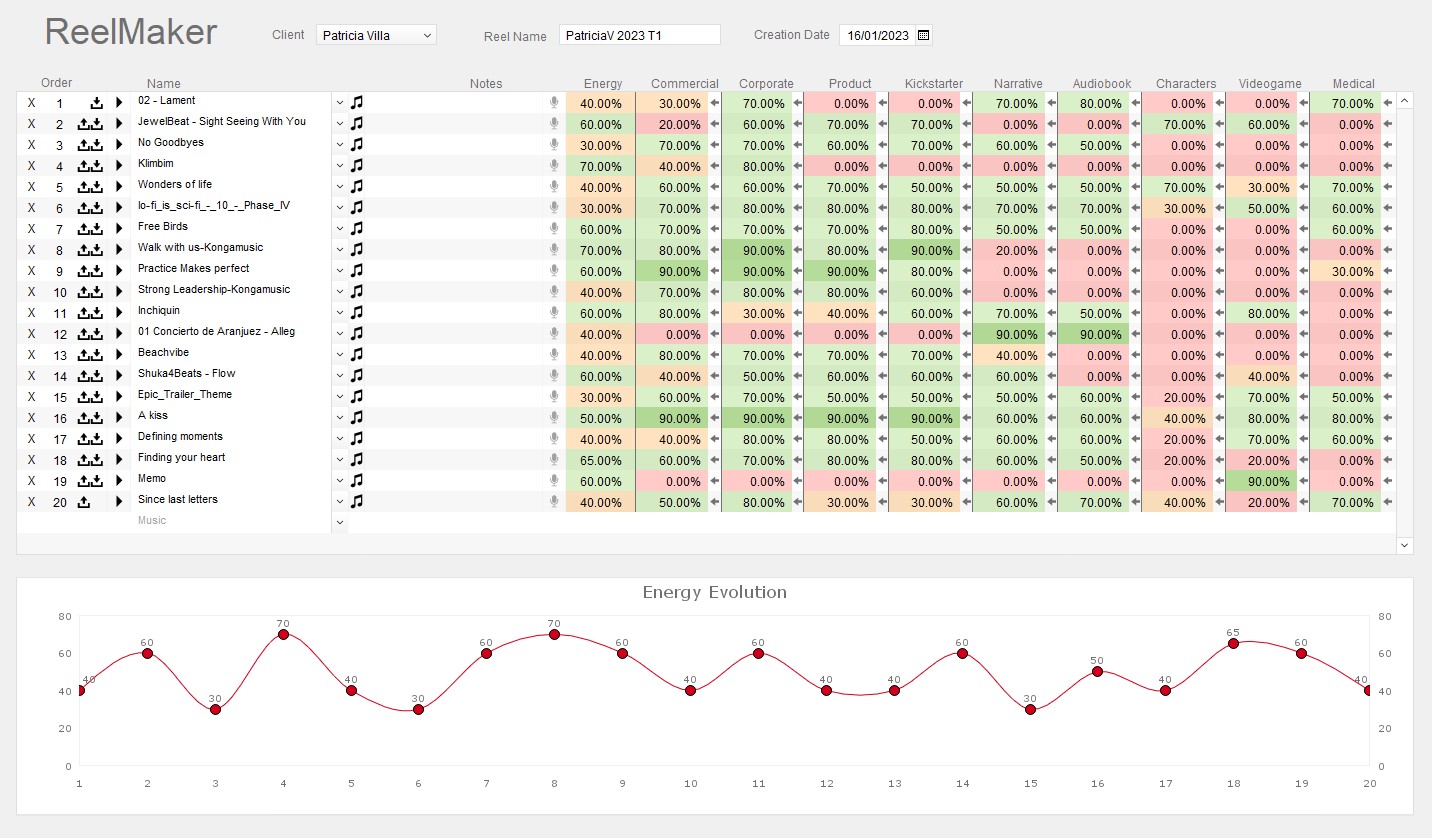 ReelMaker Client Patricia Villa Reel Name PatriciaV 2023 T1 Creation Date 16/01/2023
Order Name Notes Energy Commercial Corporate Product Kickstarter Narrative Audiobook Characters Videogame Medical
X 1 02 - Lament 40.00% 30.00% 70.00% 0.00% 0.00% 70.00% 80.00% 0.00% 0.00% 70.00%
X 2 JewelBeat - Sight Seeing With You 60.00% 20.00% 60.00% 70.00% 70.00% 0.00% 0.00% 70.00% 60.00% 0.00%
X 3 No Goodbyes 30.00% 70.00% 70.00% 60.00% 70.00% 60.00% 50.00% 0.00% 0.00% 0.00%
X 4 Klimbim 70.00% 40.00% 80.00% 0.00% 0.00% 0.00% 0.00% 0.00% 0.00% 0.00%
X 5 Wonders of life 40.00% 60.00% 60.00% 70.00% 50.00% 50.00% 50.00% 70.00% 30.00% 70.00%
X 6 lo-fi_is_sci-fi_-_10_-_Phase_IV 30.00% 70.00% 80.00% 80.00% 80.00% 70.00% 70.00% 30.00% 50.00% 60.00%
X 7 Free Birds 60.00% 70.00% 70.00% 70.00% 80.00% 50.00% 50.00% 0.00% 0.00% 60.00%
X 8 Walk with us-Kongamusic 70.00% 80.00% 90.00% 80.00% 90.00% 20.00% 0.00% 0.00% 0.00% 0.00%
X 9 Practice Makes perfect 60.00% 90.00% 90.00% 90.00% 80.00% 0.00% 0.00% 0.00% 0.00% 30.00%
X 10 Strong Leadership-Kongamusic 40.00% 70.00% 80.00% 80.00% 60.00% 0.00% 0.00% 0.00% 0.00% 0.00%
X 11 Inchiquin 60.00% 80.00% 30.00% 40.00% 60.00% 70.00% 50.00% 0.00% 80.00% 0.00%
X 12 01 Concierto de Aranjuez - Alleg 40.00% 0.00% 0.00% 0.00% 0.00% 90.00% 90.00% 0.00% 0.00% 0.00%
X 13 Beachvibe 40.00% 80.00% 70.00% 70.00% 70.00% 40.00% 0.00% 0.00% 0.00% 0.00%
X 14 Shuka4Beats - Flow 60.00% 40.00% 50.00% 60.00% 60.00% 60.00% 0.00% 0.00% 40.00% 0.00%
X 15 Epic_Trailer_Theme 30.00% 60.00% 70.00% 50.00% 50.00% 50.00% 60.00% 20.00% 70.00% 50.00%
X 16 A kiss 50.00% 90.00% 90.00% 90.00% 90.00% 50.00% 60.00% 40.00% 80.00% 80.00%
X 17 Defining moments 40.00% 40.00% 80.00% 80.00% 50.00% 60.00% 60.00% 20.00% 70.00% 60.00%
X 18 Finding your heart 65.00% 60.00% 70.00% 80.00% 80.00% 60.00% 50.00% 20.00% 20.00% 0.00%
X 19 Memo 60.00% 0.00% 0.00% 0.00% 0.00% 0.00% 0.00% 0.00% 90.00% 0.00%
X 20 Since last letters 40.00% 50.00% 80.00% 30.00% 30.00% 60.00% 70.00% 40.00% 20.00% 70.00%
Music
Energy Evolution
80 80
70 70
65
60 60 60 60 60 60 60 60
50
40 40 40 40 40 40 40 40 40
30 30 30
20 20
0 0
1 2 3 4 5 6 7 8 9 10 11 12 13 14 15 16 17 18 19 20